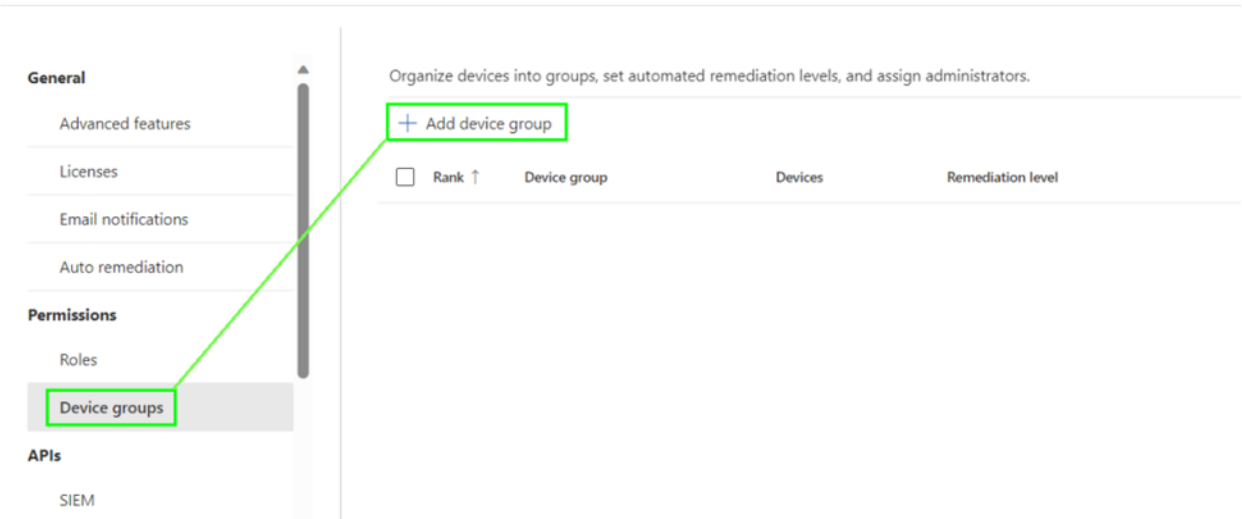 General
Advanced features
Licenses
Email notifications
Auto remediation
Permissions
Roles
Device groups
APIs
SIEM
Organize devices into groups, set automated remediation levels, and assign administrators.
+ Add device group
Rank ↑ Device group Devices Remediation level